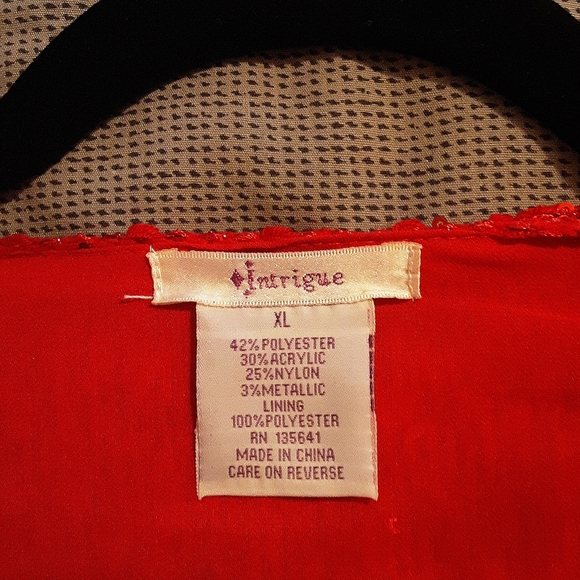 Intrigue
XL
42%POLYESTER
30%ACRYLIC
25%NYLON
3%METALLIC
LINING
100%POLYESTER
RN 135641
MADE IN CHINA
CARE ON REVERSE